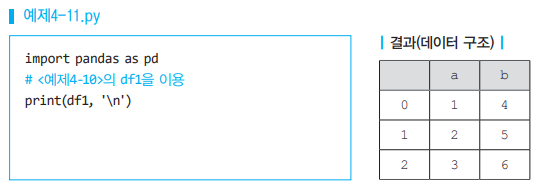 예제4-11.py
import pandas as pd
# <예제4-10>의 df1을 이용
print(df1, '\n')
| 결과(데이터 구조) |
a b
0 1 4
1 2 5
2 3 6